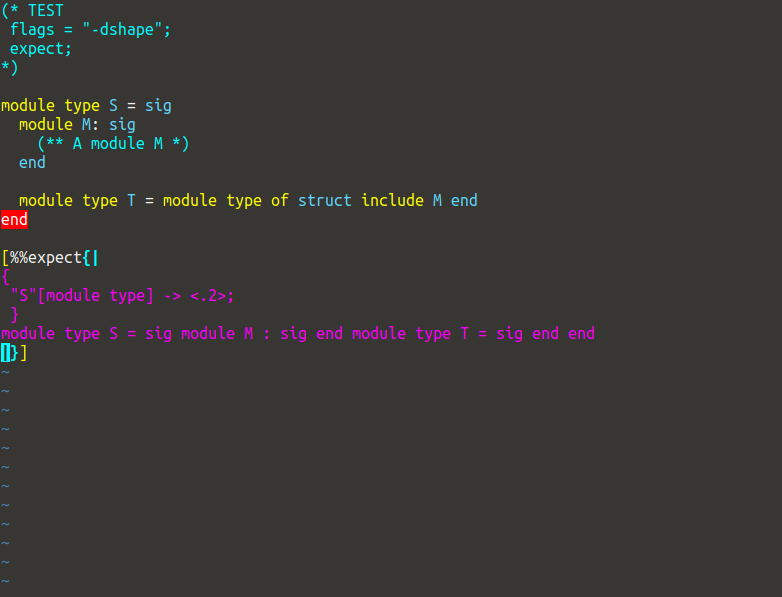 (* TEST
 flags = "-dshape";
 expect;
*)

module type S = sig
  module M: sig
    (** A module M *)
  end

  module type T = module type of struct include M end
end

[%%expect{|
{
 "S"[module type] -> <.2>;
 }
module type S = sig module M : sig end module type T = sig end end
|}]
~
~
~
~
~
~
~
~
~
~
~
~